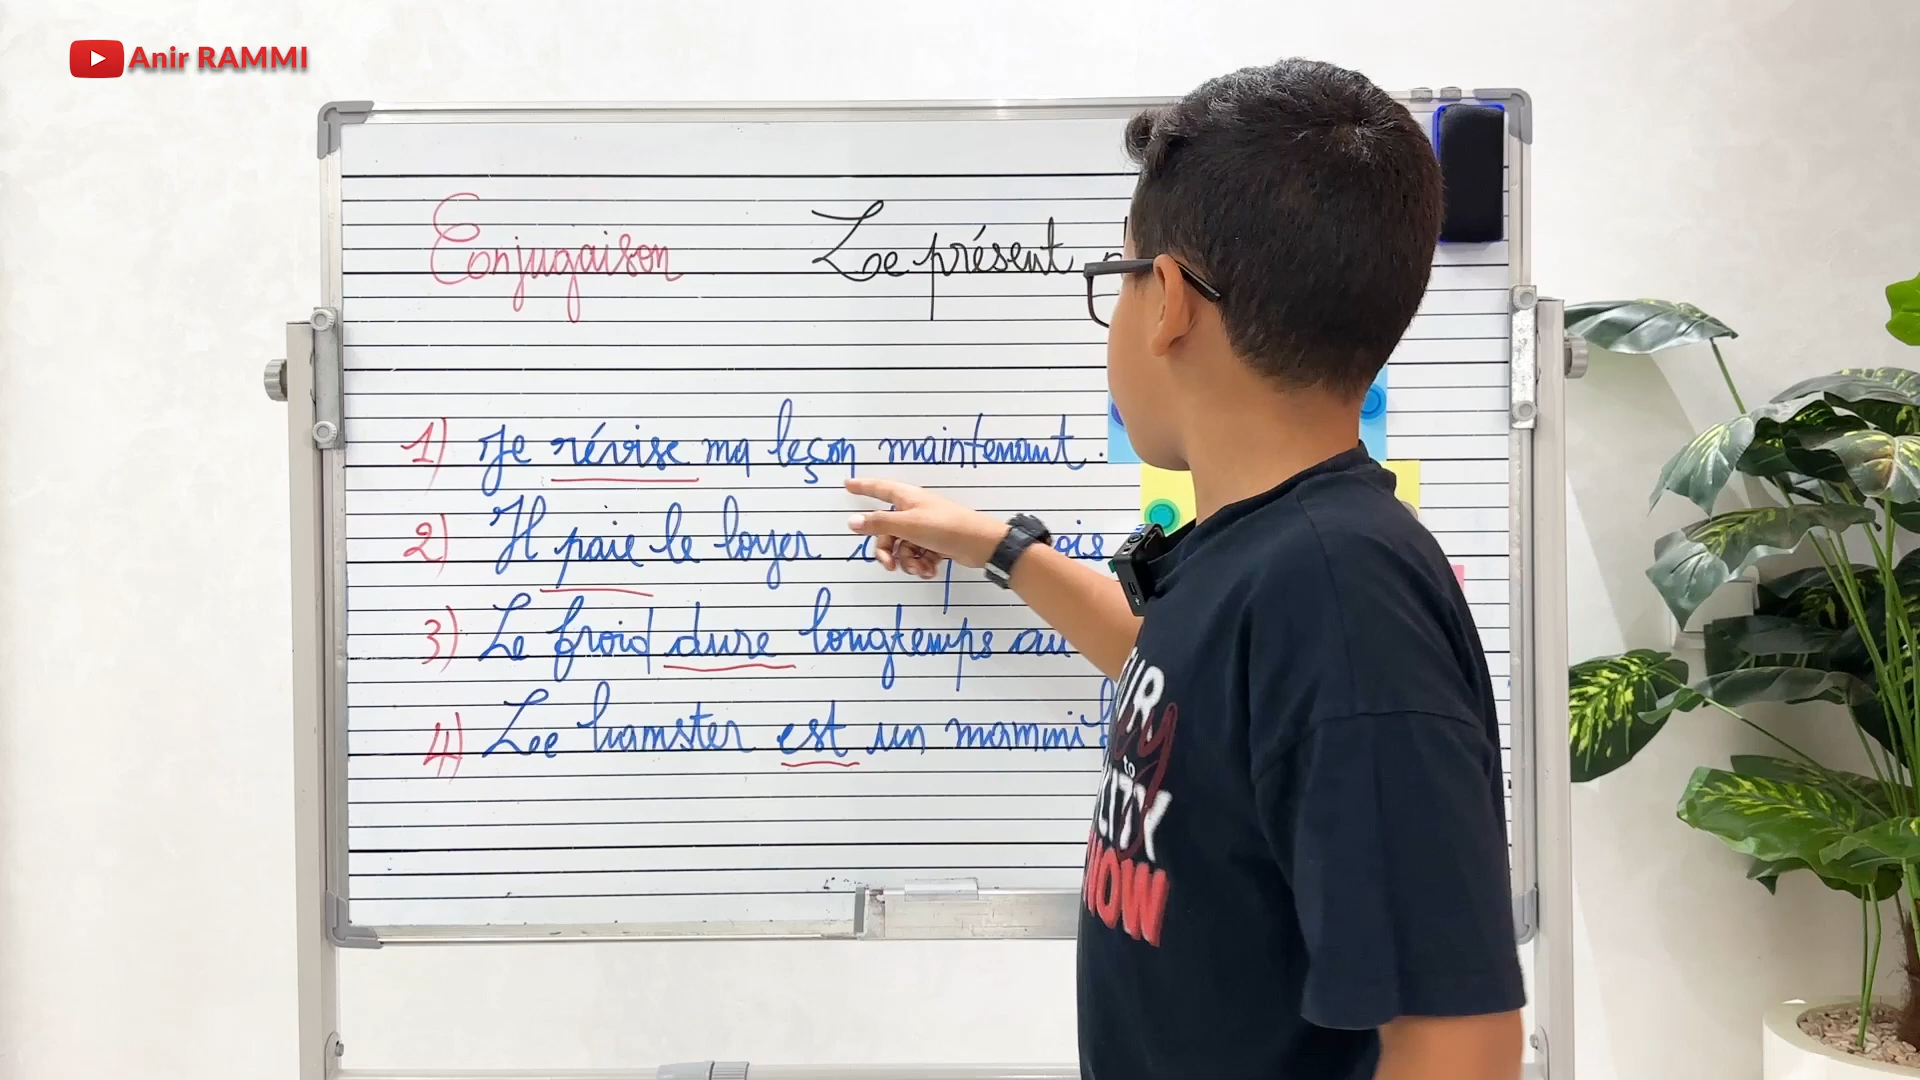 Anir RAMMI
Conjugaison Le présent
1) Je révise ma leçon maintenant.
2) Il paie le loyer
3) Le froid dure longtemps au
4) Le hamster est un
NOW